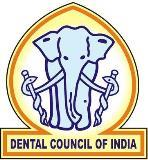 DENTAL COUNCIL OF INDIA